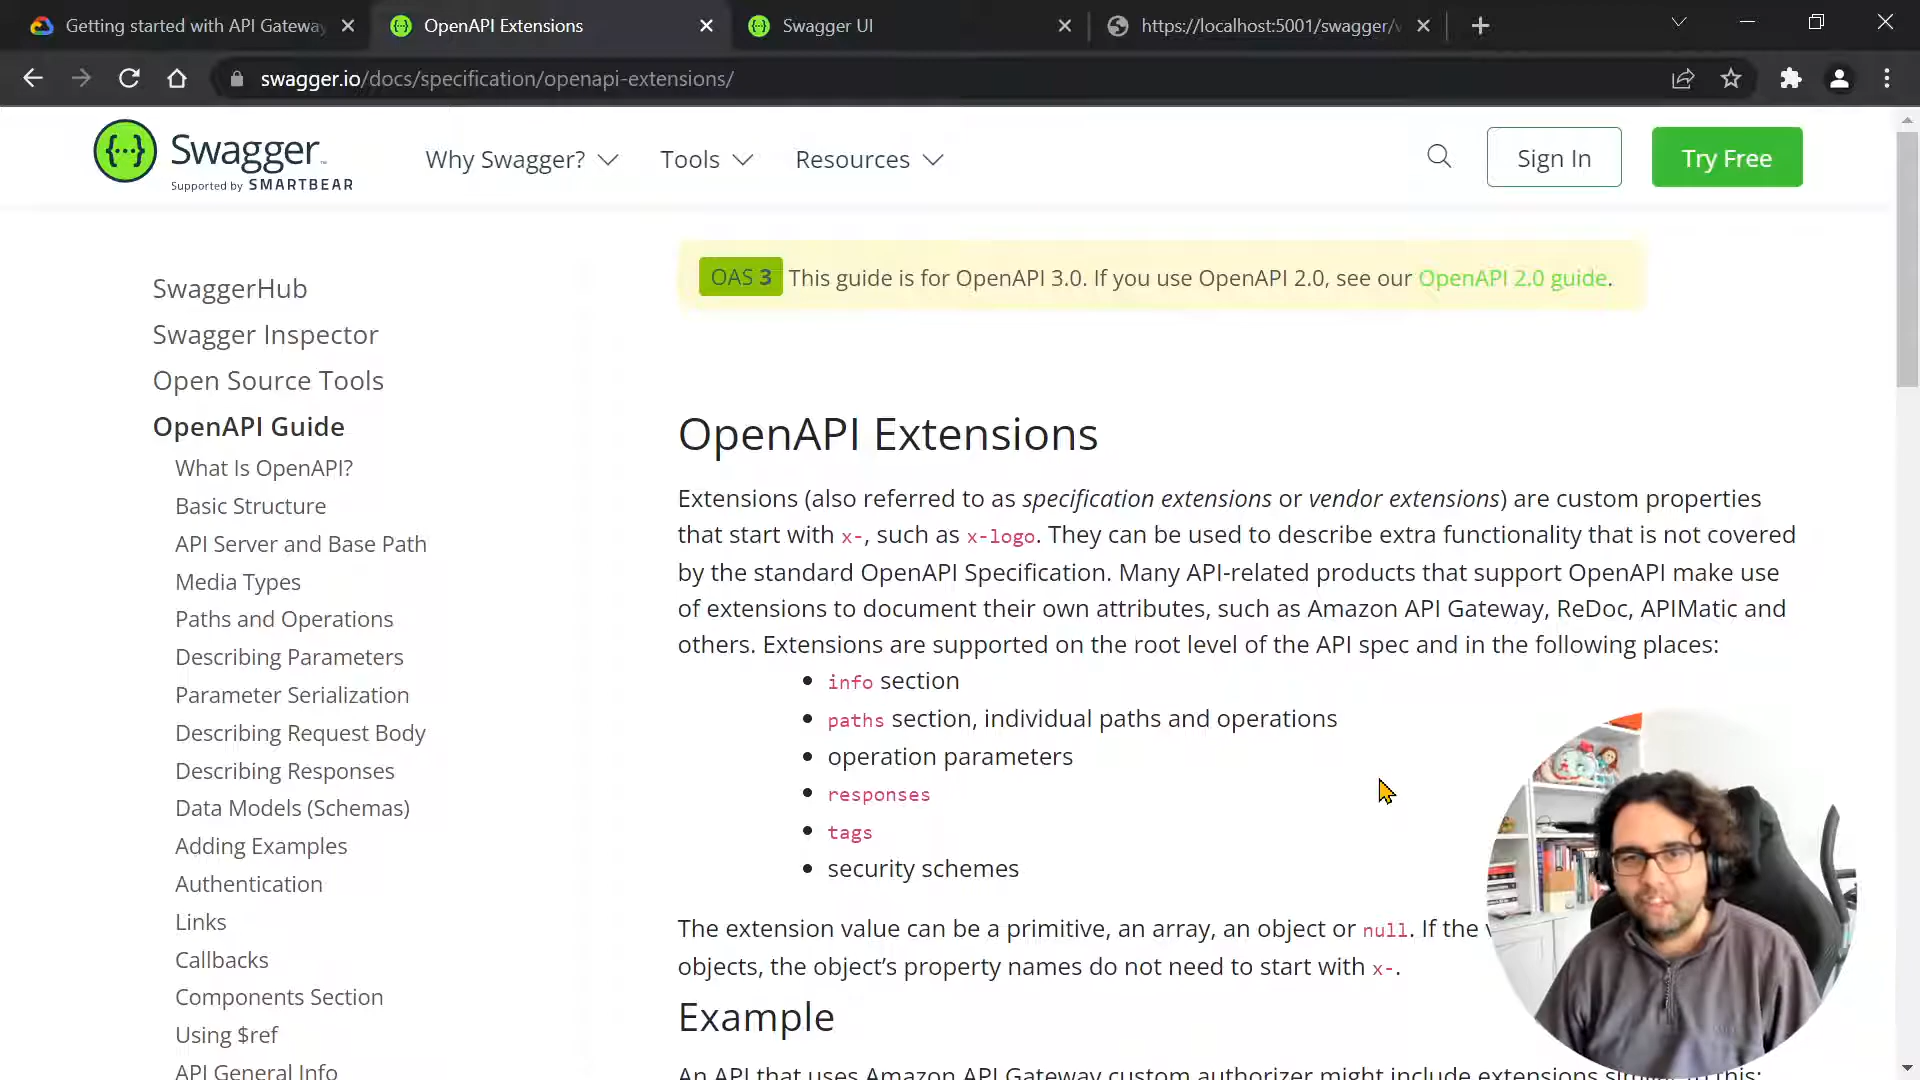 Getting started with API Gateway
OpenAPI Extensions
Swagger UI
https://localhost:5001/swagger/v
swagger.io/docs/specification/openapi-extensions/
{···} Swagger
Supported by SMARTBEAR
Why Swagger?
Tools
Resources
Sign In
Try Free
OAS 3 This guide is for OpenAPI 3.0. If you use OpenAPI 2.0, see our OpenAPI 2.0 guide.
SwaggerHub
Swagger Inspector
Open Source Tools
OpenAPI Guide
What Is OpenAPI?
Basic Structure
API Server and Base Path
Media Types
Paths and Operations
Describing Parameters
Parameter Serialization
Describing Request Body
Describing Responses
Data Models (Schemas)
Adding Examples
Authentication
Links
Callbacks
Components Section
Using $ref
API General Info
OpenAPI Extensions
Extensions (also referred to as specification extensions or vendor extensions) are custom properties
that start with x-, such as x-logo. They can be used to describe extra functionality that is not covered
by the standard OpenAPI Specification. Many API-related products that support OpenAPI make use
of extensions to document their own attributes, such as Amazon API Gateway, ReDoc, APIMatic and
others. Extensions are supported on the root level of the API spec and in the following places:
• info section
• paths section, individual paths and operations
• operation parameters
• responses
• tags
• security schemes
The extension value can be a primitive, an array, an object or null. If the
objects, the object's property names do not need to start with x-.
Example
An API that uses Amazon API Gateway custom authorizer might include extensions similar to this: